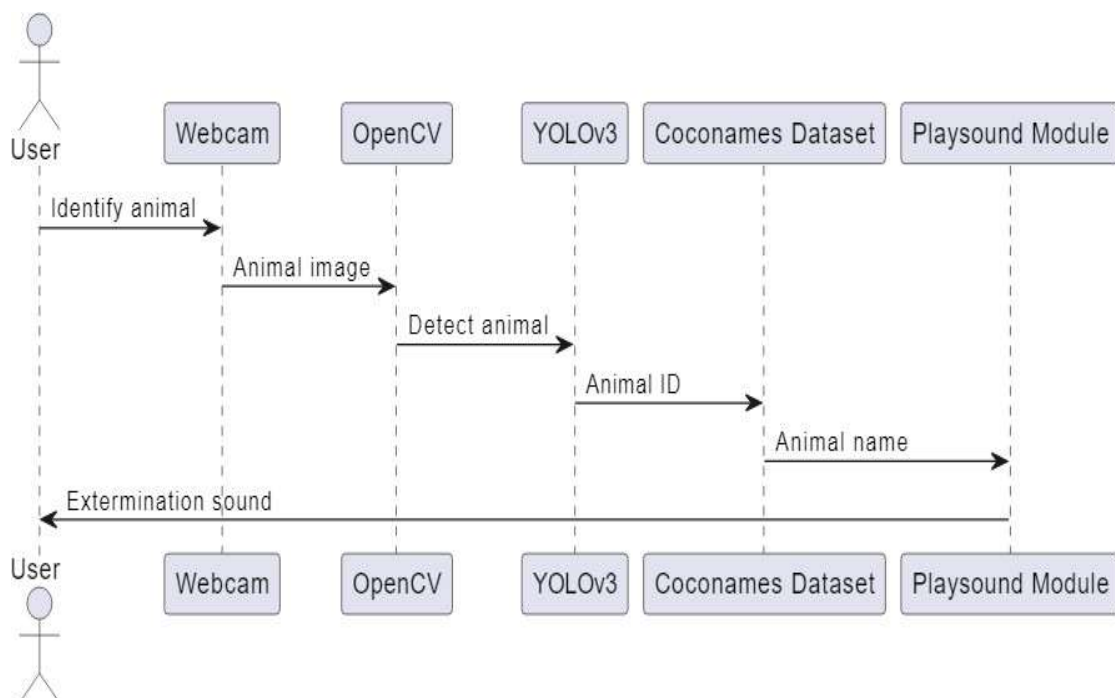 User
Webcam
OpenCV
YOLOv3
Coconames Dataset
Playsound Module
Identify animal
Animal image
Detect animal
Animal ID
Animal name
Extermination sound
User
Webcam
OpenCV
YOLOv3
Coconames Dataset
Playsound Module